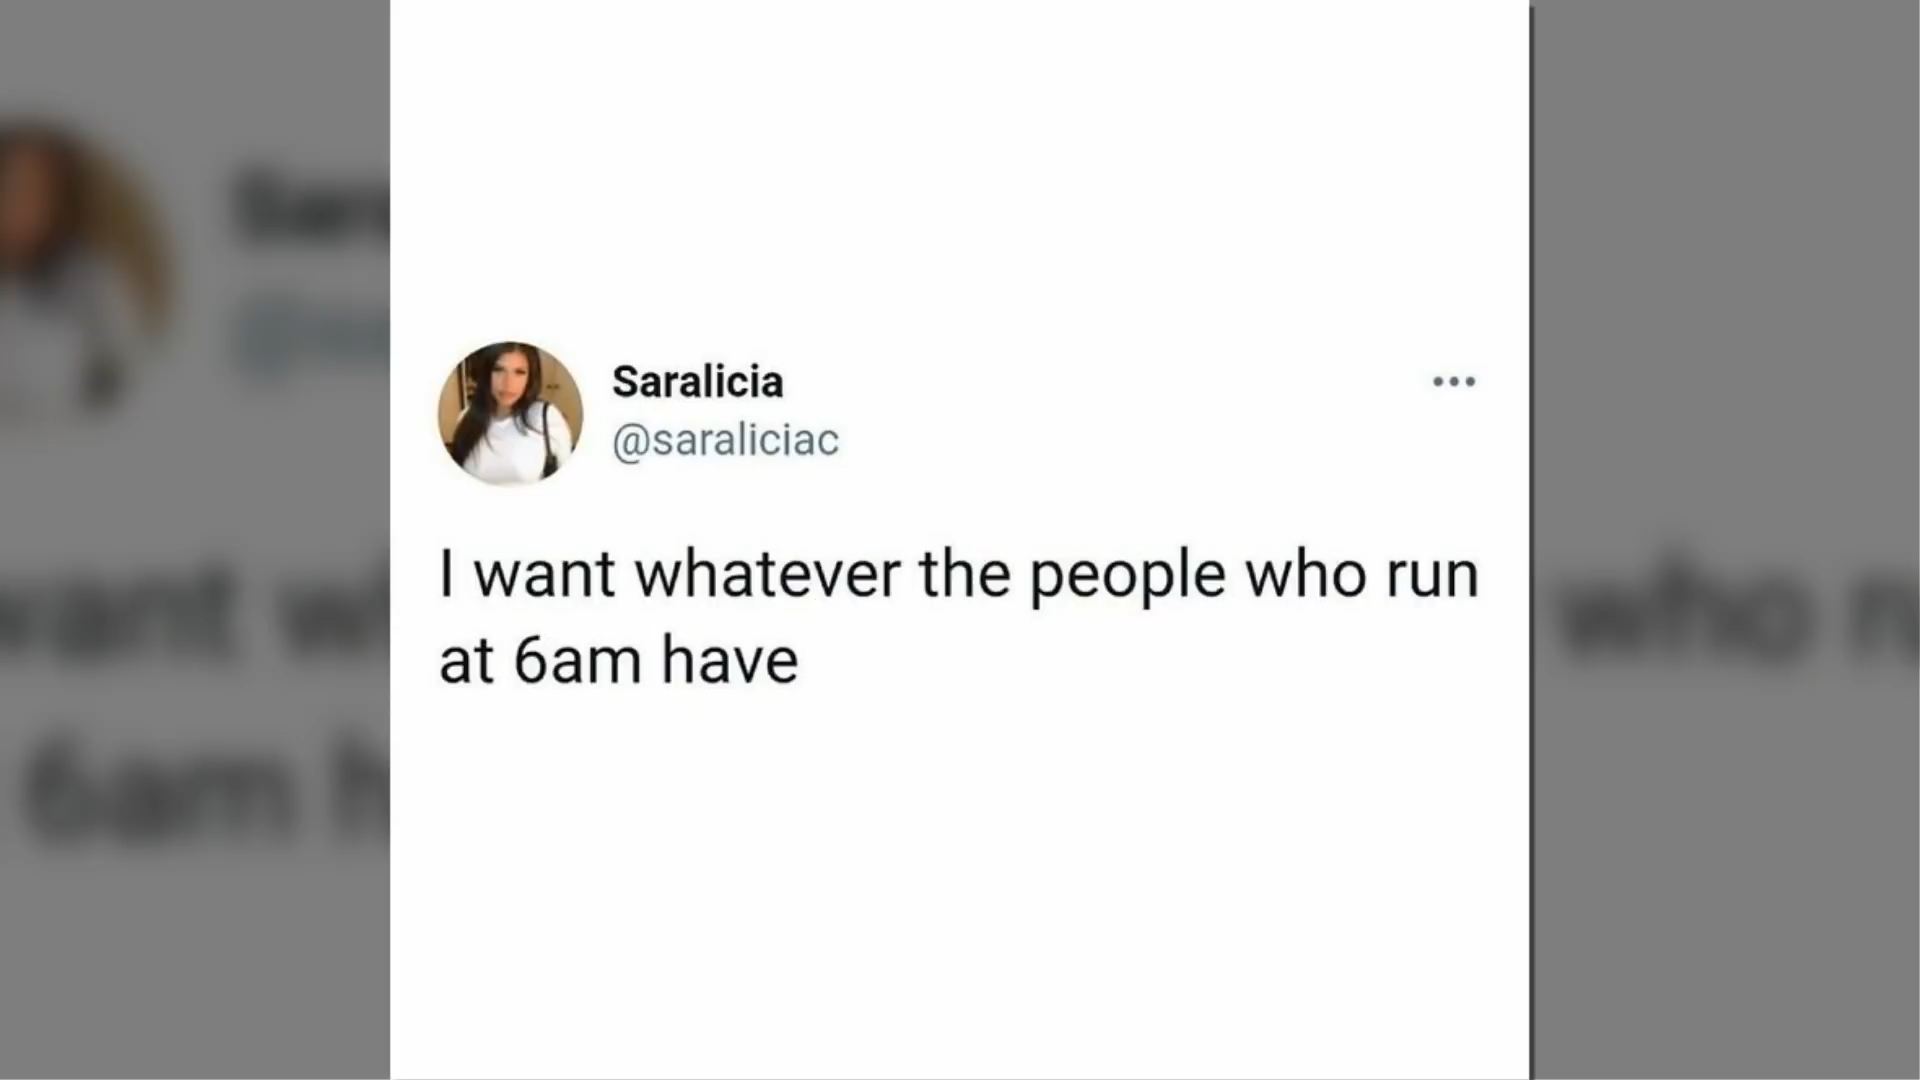 Saralicia
@saraliciac
I want whatever the people who run
at 6am have